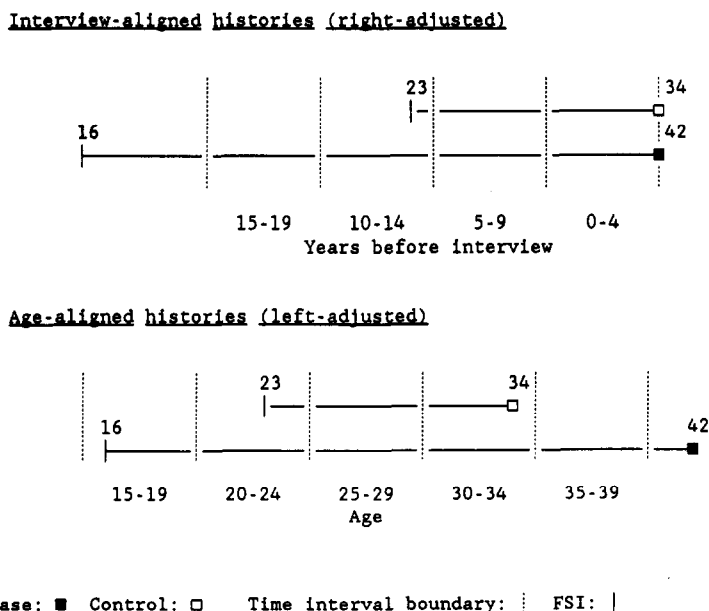 Interview-aligned histories (right-adjusted)
23 34
16 42
15-19 10-14 5-9 0-4
Years before interview
Age-aligned histories (left-adjusted)
23 34
16 42
15-19 20-24 25-29 30-34 35-39
Age
ase: ■ Control: □ Time interval boundary: ┊ FSI: |